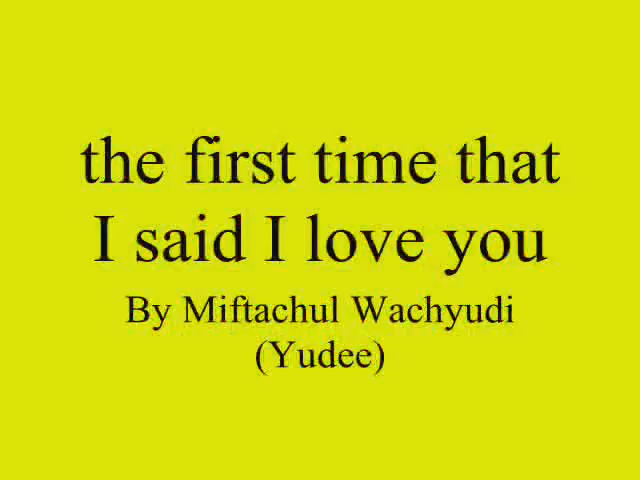 the first time that
I said I love you
By Miftachul Wachyudi
(Yudee)